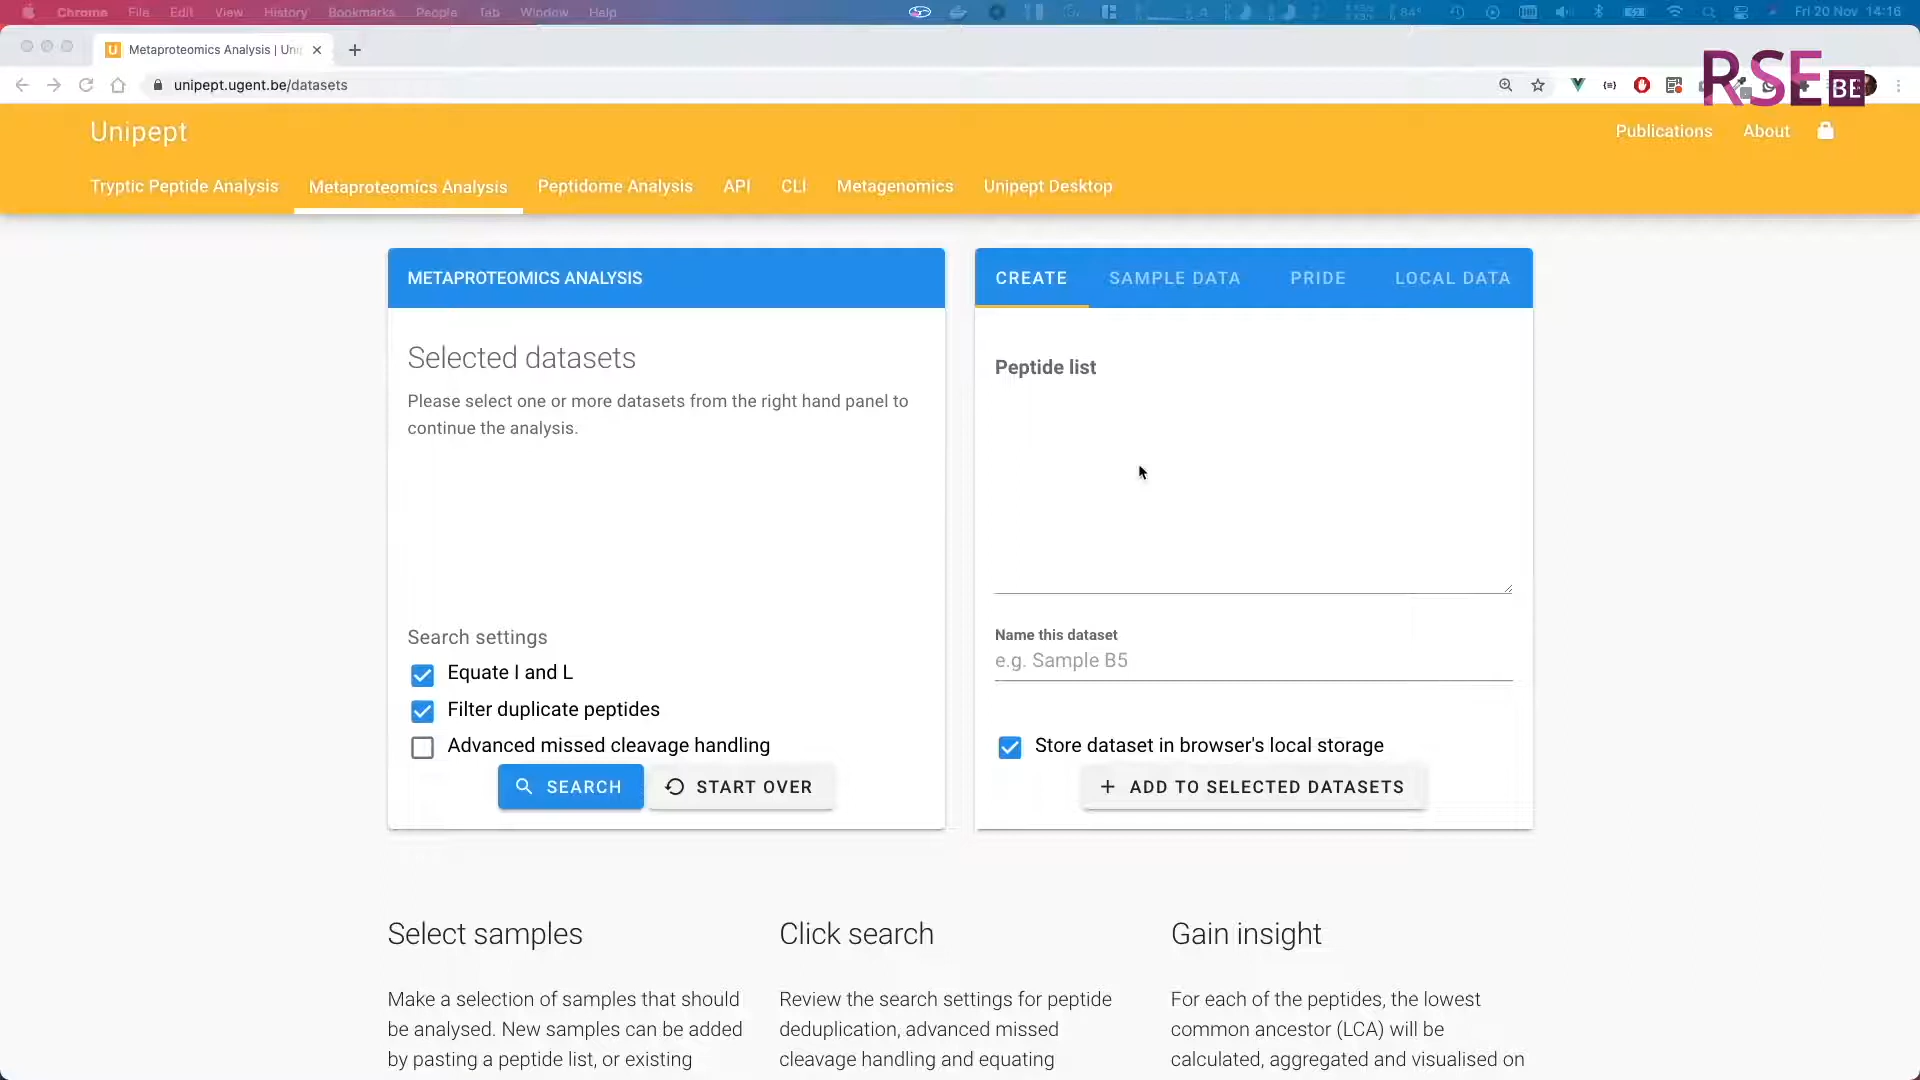 Chrome File Edit View History Bookmarks People Tab Window Help
84° Fri 20 Nov 14:16
Metaproteomics Analysis | Uni
unipept.ugent.be/datasets
RSE BE
Unipept
Publications About
Tryptic Peptide Analysis Metaproteomics Analysis Peptidome Analysis API CLI Metagenomics Unipept Desktop
METAPROTEOMICS ANALYSIS
CREATE SAMPLE DATA PRIDE LOCAL DATA
Selected datasets
Please select one or more datasets from the right hand panel to
continue the analysis.
Peptide list
Search settings
Equate I and L
Filter duplicate peptides
Advanced missed cleavage handling
SEARCH START OVER
Name this dataset
e.g. Sample B5
Store dataset in browser's local storage
+ ADD TO SELECTED DATASETS
Select samples
Make a selection of samples that should
be analysed. New samples can be added
by pasting a peptide list, or existing
Click search
Review the search settings for peptide
deduplication, advanced missed
cleavage handling and equating
Gain insight
For each of the peptides, the lowest
common ancestor (LCA) will be
calculated, aggregated and visualised on